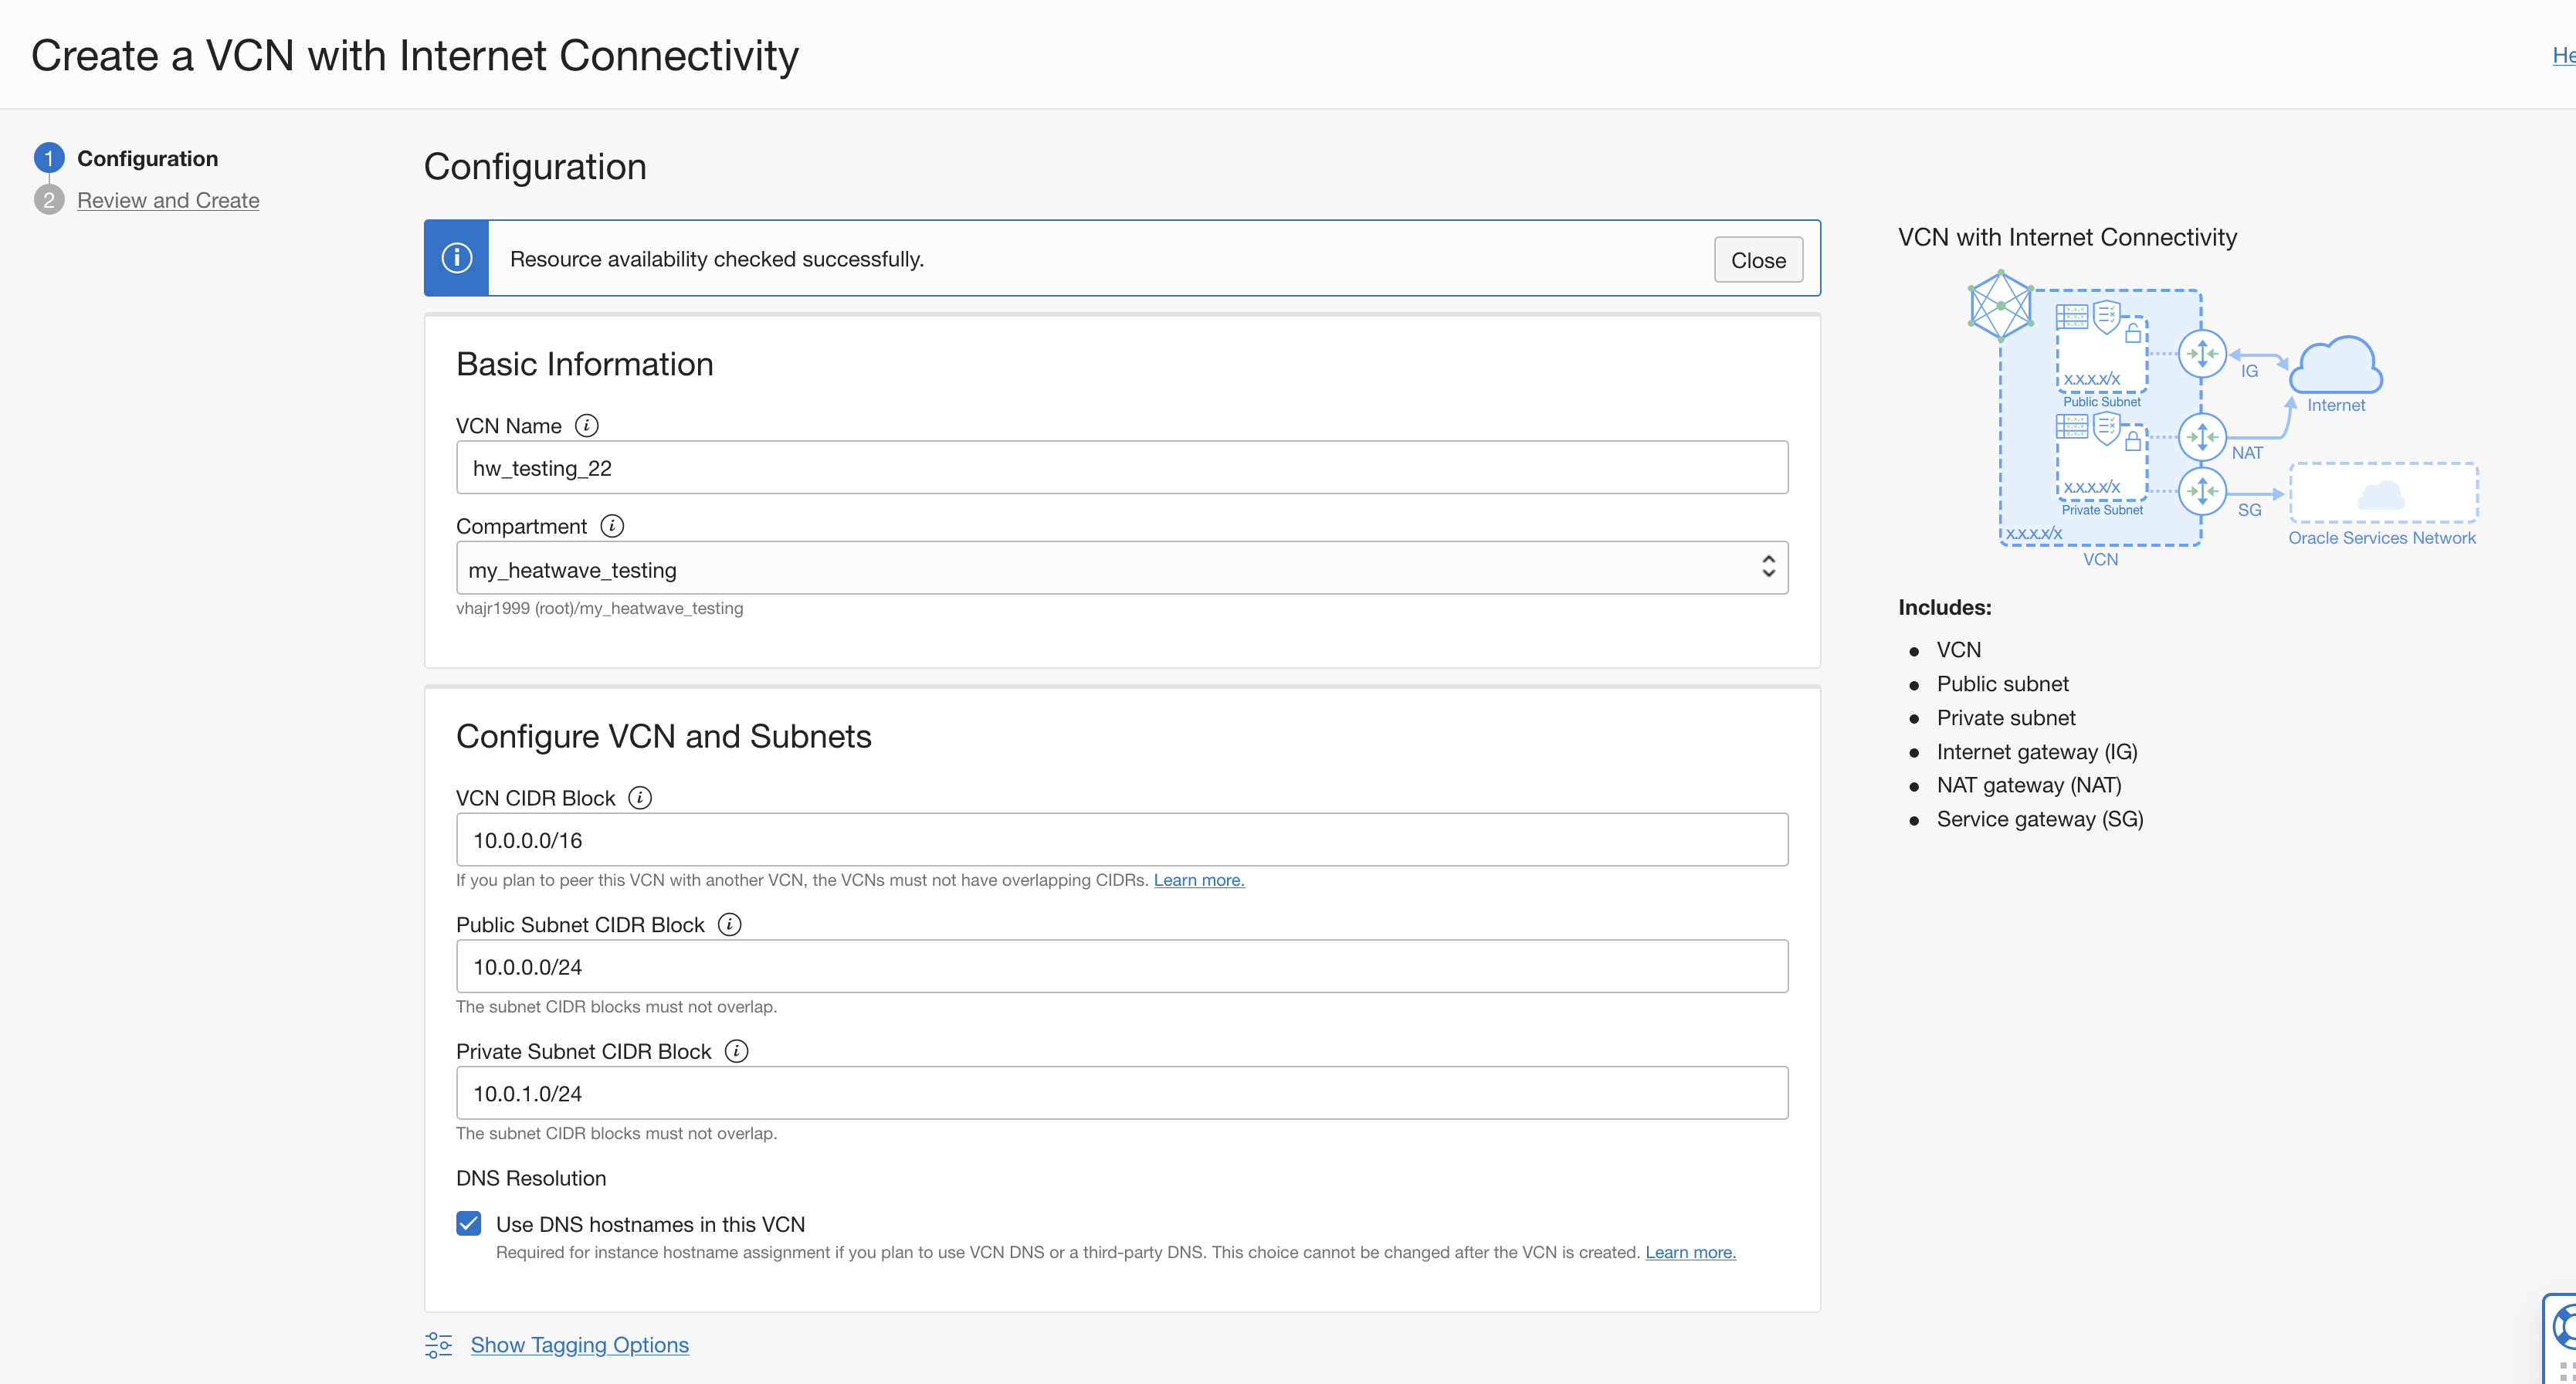 Create a VCN with Internet Connectivity
1 Configuration
2 Review and Create
Configuration
Resource availability checked successfully.
Close
Basic Information
VCN Name
hw_testing_22
Compartment
my_heatwave_testing
vhajr1999 (root)/my_heatwave_testing
Configure VCN and Subnets
VCN CIDR Block
10.0.0.0/16
If you plan to peer this VCN with another VCN, the VCNs must not have overlapping CIDRs. Learn more.
Public Subnet CIDR Block
10.0.0.0/24
The subnet CIDR blocks must not overlap.
Private Subnet CIDR Block
10.0.1.0/24
The subnet CIDR blocks must not overlap.
DNS Resolution
Use DNS hostnames in this VCN
Required for instance hostname assignment if you plan to use VCN DNS or a third-party DNS. This choice cannot be changed after the VCN is created. Learn more.
Show Tagging Options
VCN with Internet Connectivity
x.x.x.x/x
Public Subnet
IG
Internet
x.x.x.x/x
Private Subnet
NAT
SG
Oracle Services Network
x.x.x.x/x
VCN
Includes:
VCN
Public subnet
Private subnet
Internet gateway (IG)
NAT gateway (NAT)
Service gateway (SG)